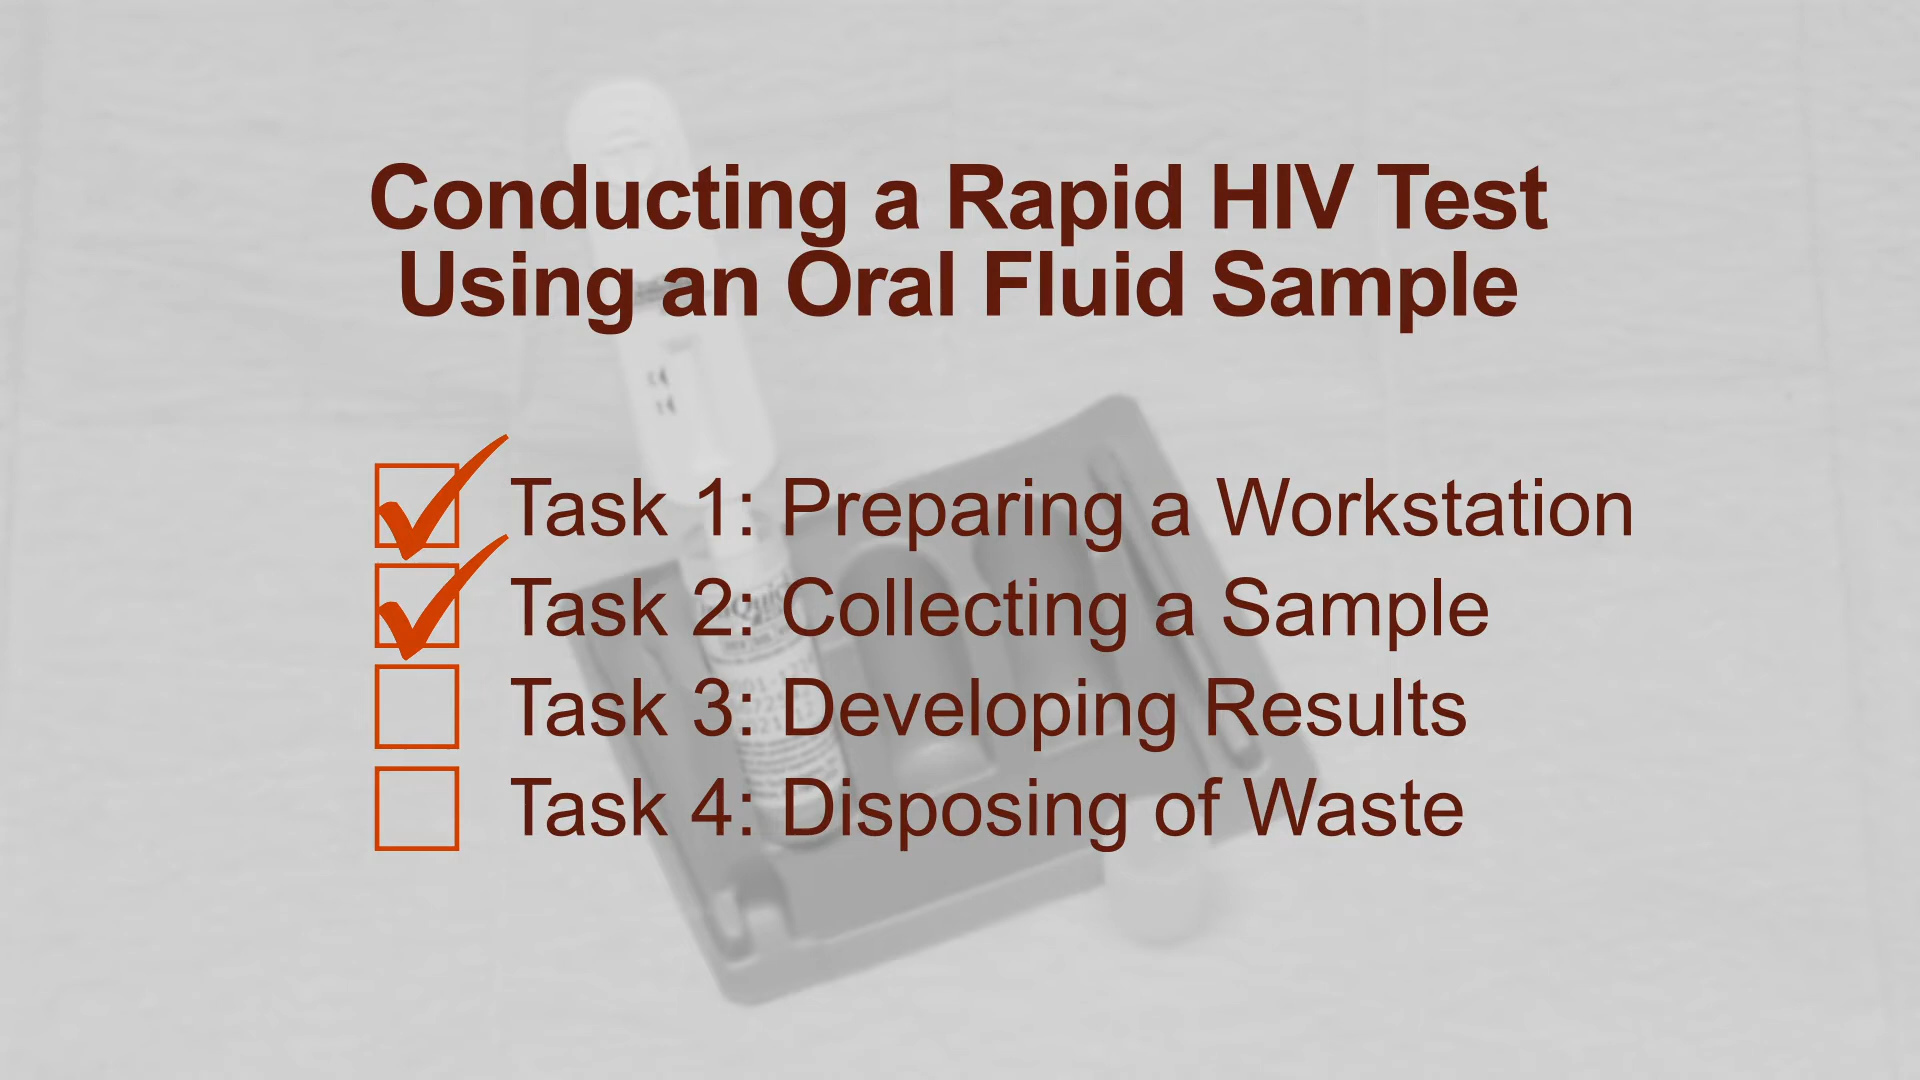 Conducting a Rapid HIV Test
Using an Oral Fluid Sample
Task 1: Preparing a Workstation
Task 2: Collecting a Sample
Task 3: Developing Results
Task 4: Disposing of Waste